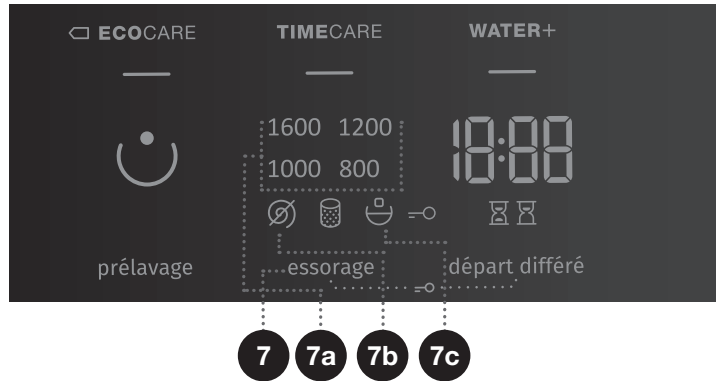 ECOCARE TIMECARE WATER+
1600 1200
1000 800
18:88
prélavage essorage départ différé
7 7a 7b 7c